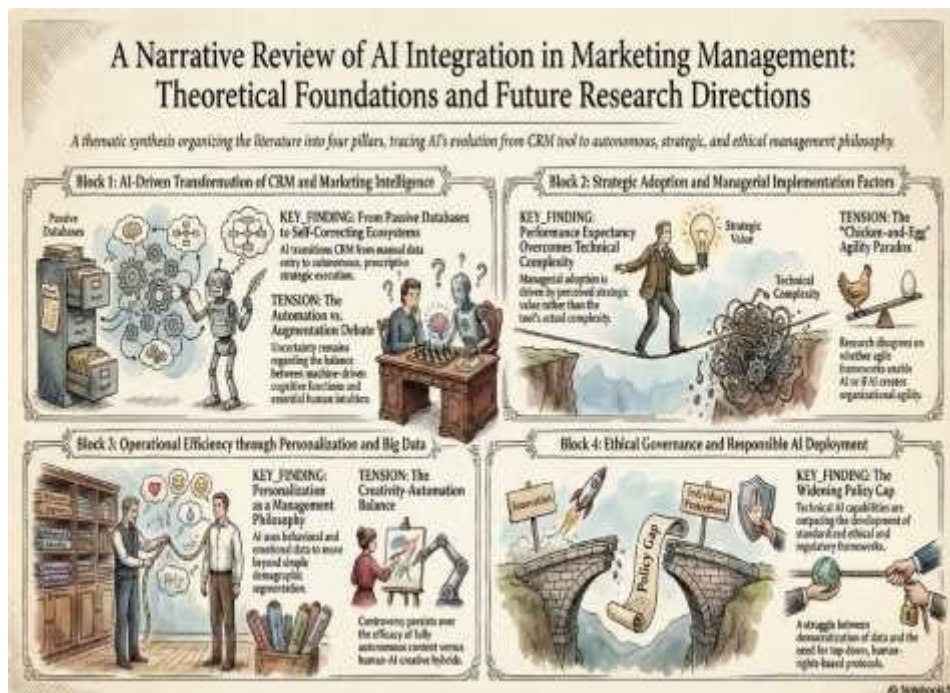 A Narrative Review of AI Integration in Marketing Management:
Theoretical Foundations and Future Research Directions
A thematic synthesis organizing the literature into four pillars, tracing AI's evolution from CRM tool to autonomous, strategic, and ethical management philosophy.
Block 1: AI-Driven Transformation of CRM and Marketing Intelligence
Passive
Databases
KEY_FINDING: From Passive Databases
to Self-Correcting Ecosystems
AI transitions CRM from manual data
entry to autonomous, prescriptive
strategic execution.
TENSION: The
Automation vs.
Augmentation Debate
Uncertainty remains
regarding the balance
between machine-driven
cognitive functions and
essential human intuition.
Block 2: Strategic Adoption and Managerial Implementation Factors
KEY_FINDING:
Performance Expectancy
Overcomes Technical
Complexity
Managerial adoption is
driven by perceived strategic
value rather than the
tool's actual complexity.
Strategic
Value
Technical
Complexity
TENSION: The
"Chicken-and-Egg"
Agility Paradox
Research disagrees on
whether agile
frameworks enable
AI or if AI creates
organizational agility.
Block 3: Operational Efficiency through Personalization and Big Data
KEY_FINDING:
Personalization
as a Management
Philosophy
AI uses behavioral and
emotional data to move
beyond simple
demographic
segmentation.
TENSION: The
Creativity-Automation
Balance
Controversy persists over
the efficacy of fully
autonomous content versus
human-AI creative hybrids.
Block 4: Ethical Governance and Responsible AI Deployment
Innovation
Individual
Protections
Policy Gap
KEY_FINDING: The
Widening Policy Gap
Technical AI capabilities are
outpacing the development of
standardized ethical and
regulatory frameworks.
A struggle between
democratization of data and the
need for top-down, human-
rights-based protocols.